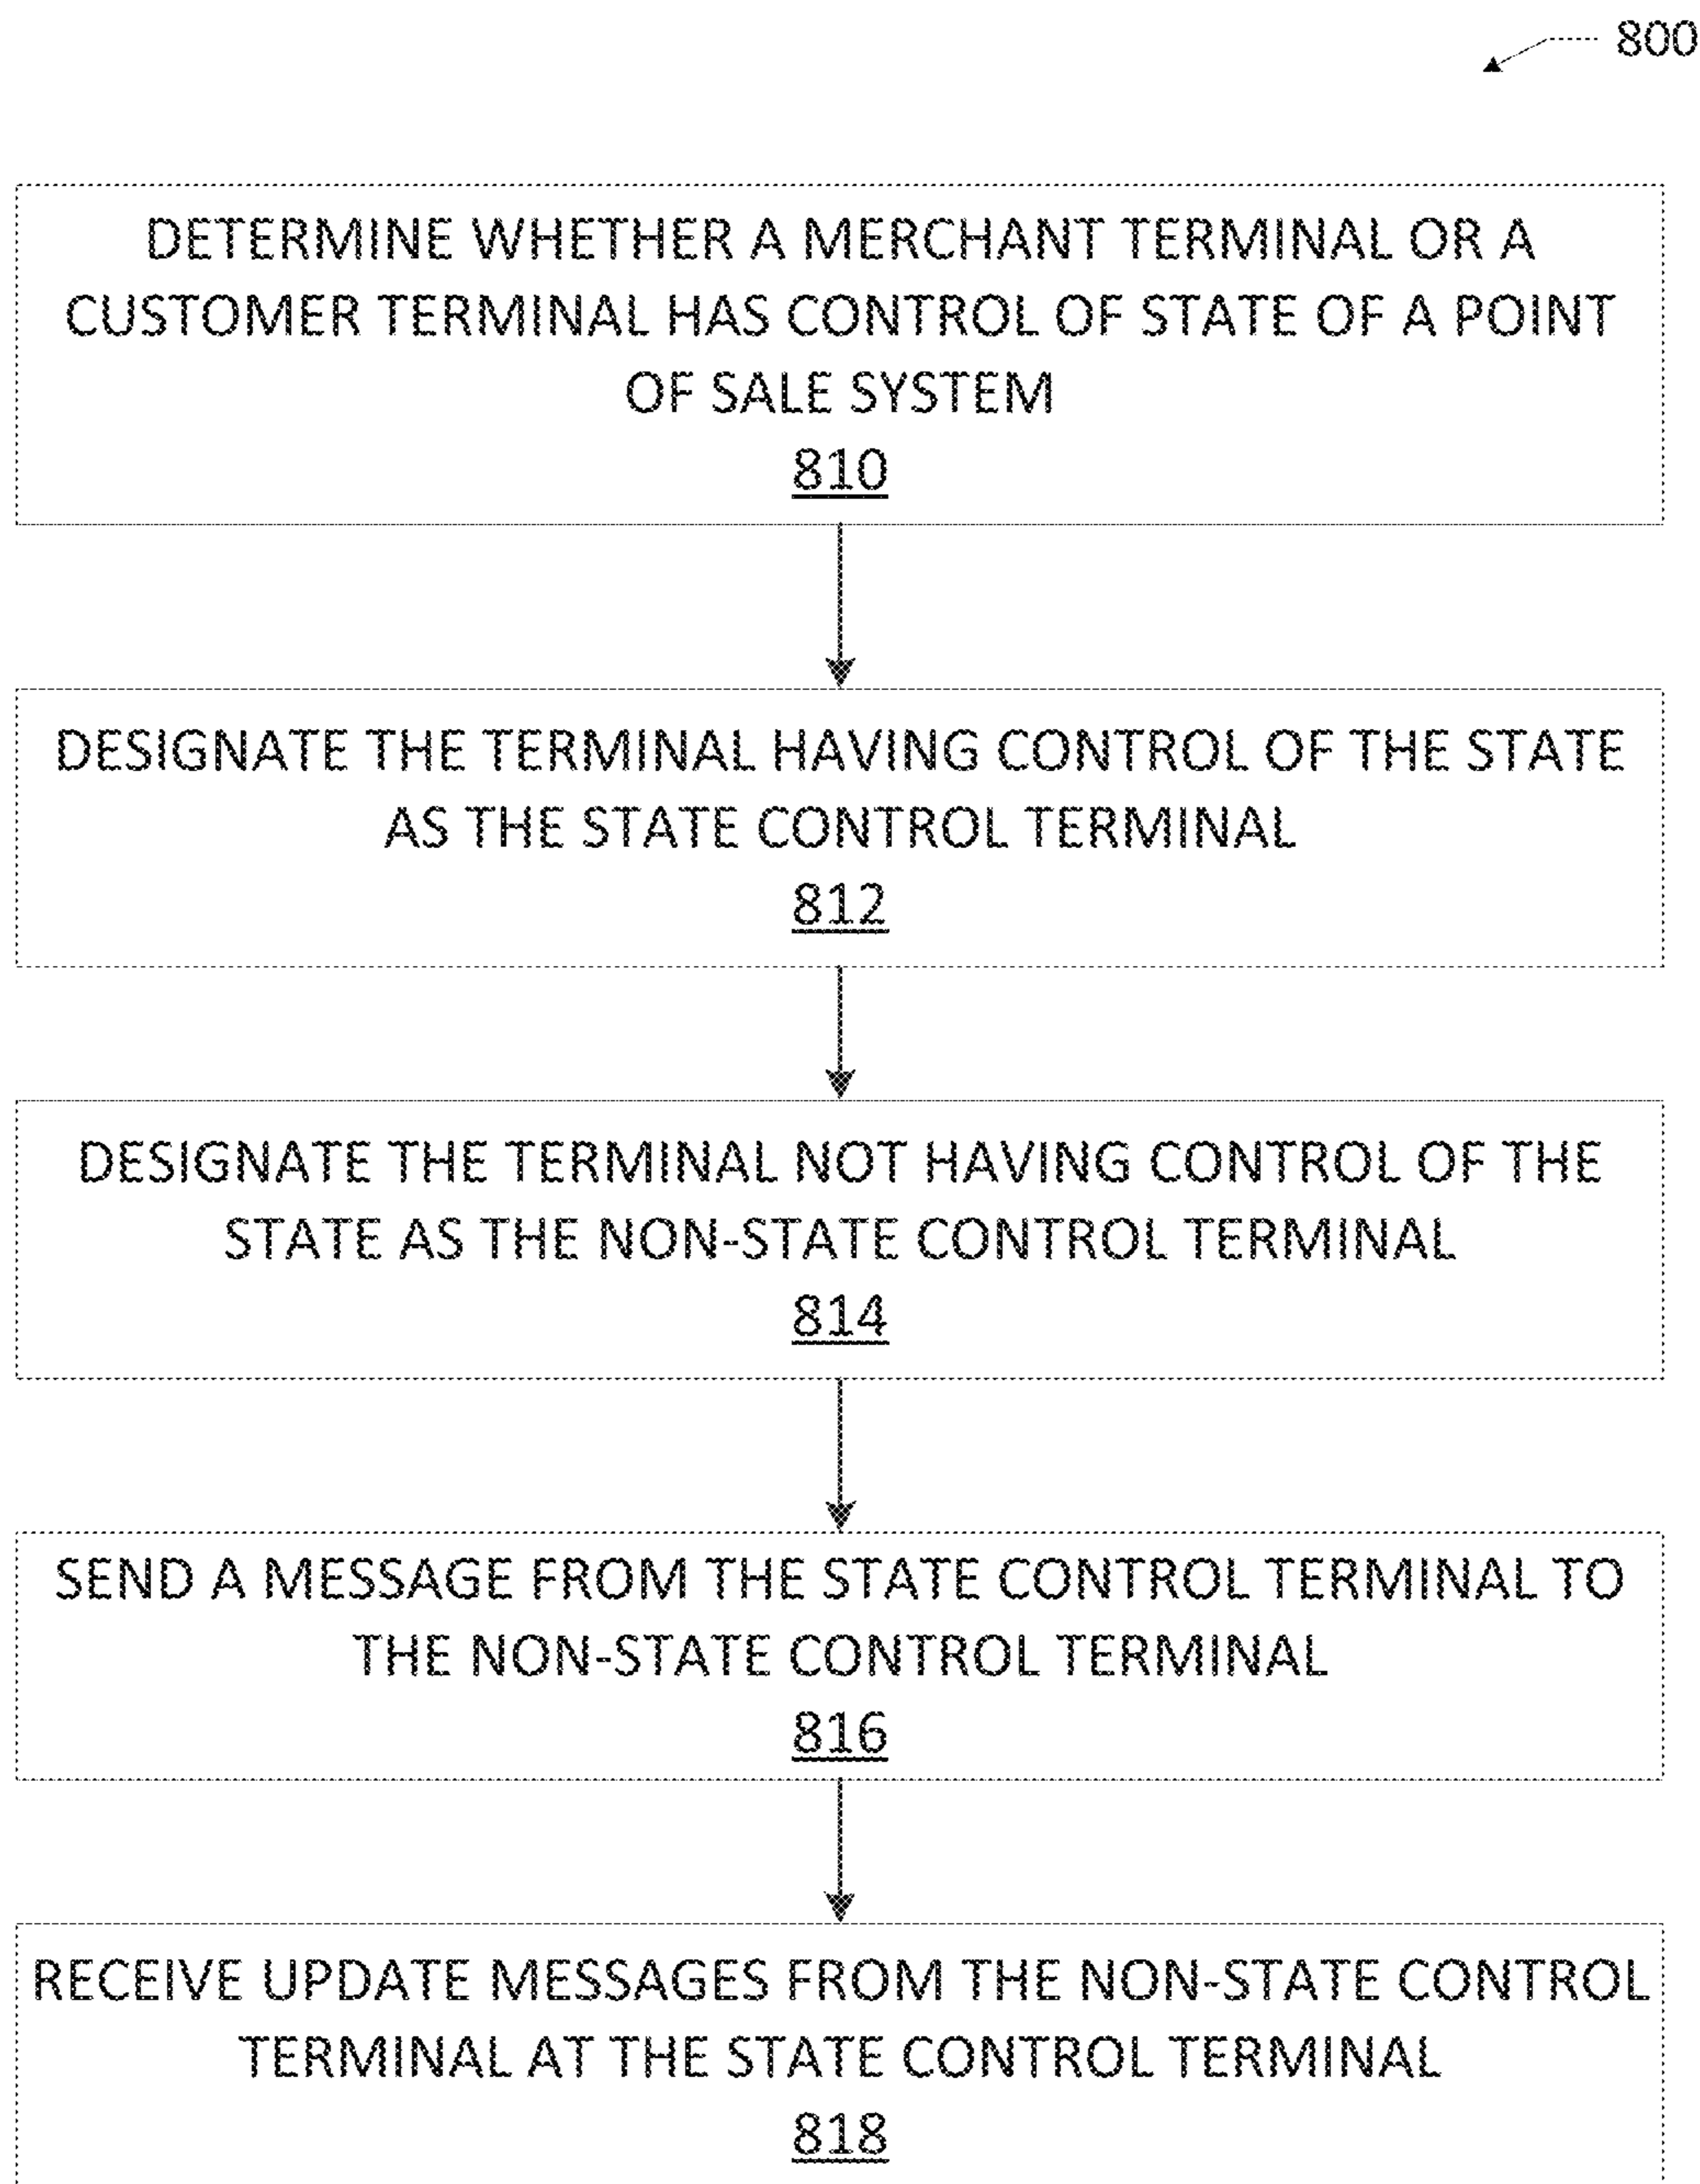 800
DETERMINE WHETHER A MERCHANT TERMINAL OR A
CUSTOMER TERMINAL HAS CONTROL OF STATE OF A POINT
OF SALE SYSTEM
810
DESIGNATE THE TERMINAL HAVING CONTROL OF THE STATE
AS THE STATE CONTROL TERMINAL
812
DESIGNATE THE TERMINAL NOT HAVING CONTROL OF THE
STATE AS THE NON-STATE CONTROL TERMINAL
814
SEND A MESSAGE FROM THE STATE CONTROL TERMINAL TO
THE NON-STATE CONTROL TERMINAL
816
RECEIVE UPDATE MESSAGES FROM THE NON-STATE CONTROL
TERMINAL AT THE STATE CONTROL TERMINAL
818